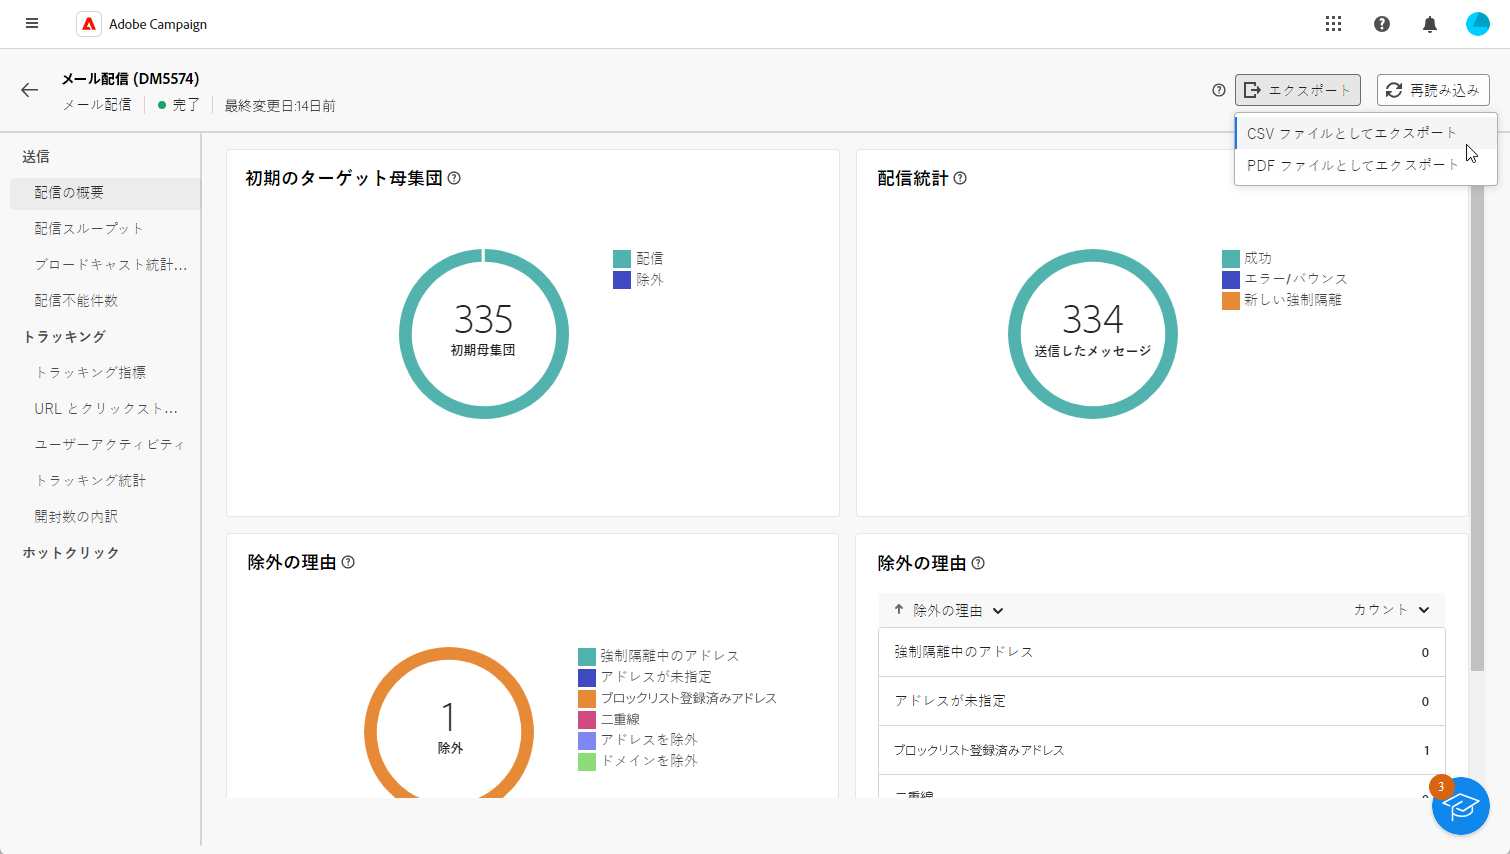 Adobe Campaign
メール配信 (DM5574)
メール配信
完了
最終変更日:14日前
エクスポート
再読み込み
CSV ファイルとしてエクスポート
PDF ファイルとしてエクスポート
送信
配信の概要
配信スループット
ブロードキャスト統計...
配信不能件数
トラッキング
トラッキング指標
URL とクリックスト...
ユーザーアクティビティ
トラッキング統計
開封数の内訳
ホットクリック
初期のターゲット母集団
335
初期母集団
配信
除外
配信統計
334
送信したメッセージ
成功
エラー/バウンス
新しい強制隔離
除外の理由
1
除外
強制隔離中のアドレス
アドレスが未指定
ブロックリスト登録済みアドレス
二重線
アドレスを除外
ドメインを除外
除外の理由
除外の理由 カウント
強制隔離中のアドレス 0
アドレスが未指定 0
ブロックリスト登録済みアドレス 1
二重線
3